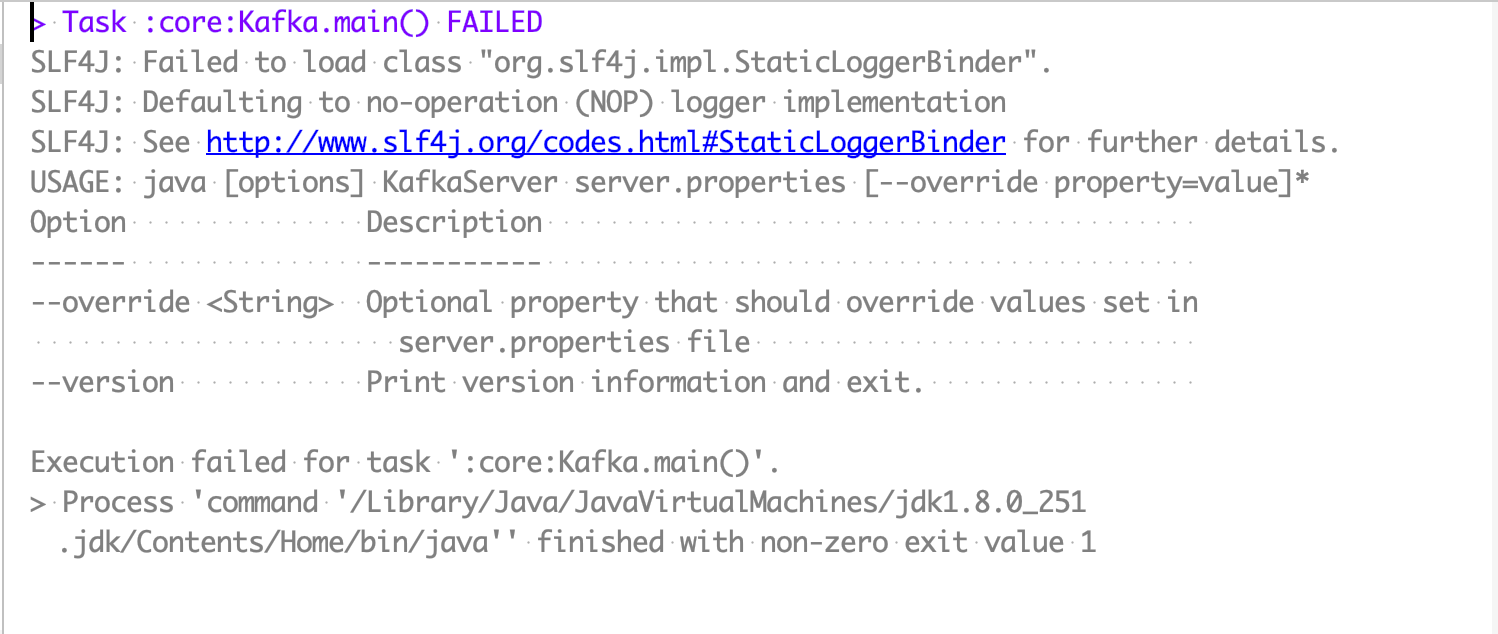 > Task :core:Kafka.main() FAILED
SLF4J: Failed to load class "org.slf4j.impl.StaticLoggerBinder".
SLF4J: Defaulting to no-operation (NOP) logger implementation
SLF4J: See http://www.slf4j.org/codes.html#StaticLoggerBinder for further details.
USAGE: java [options] KafkaServer server.properties [--override property=value]*
Option               Description
------               -----------
--override <String>  Optional property that should override values set in
                       server.properties file
--version            Print version information and exit.
Execution failed for task ':core:Kafka.main()'.
> Process 'command '/Library/Java/JavaVirtualMachines/jdk1.8.0_251
.jdk/Contents/Home/bin/java'' finished with non-zero exit value 1